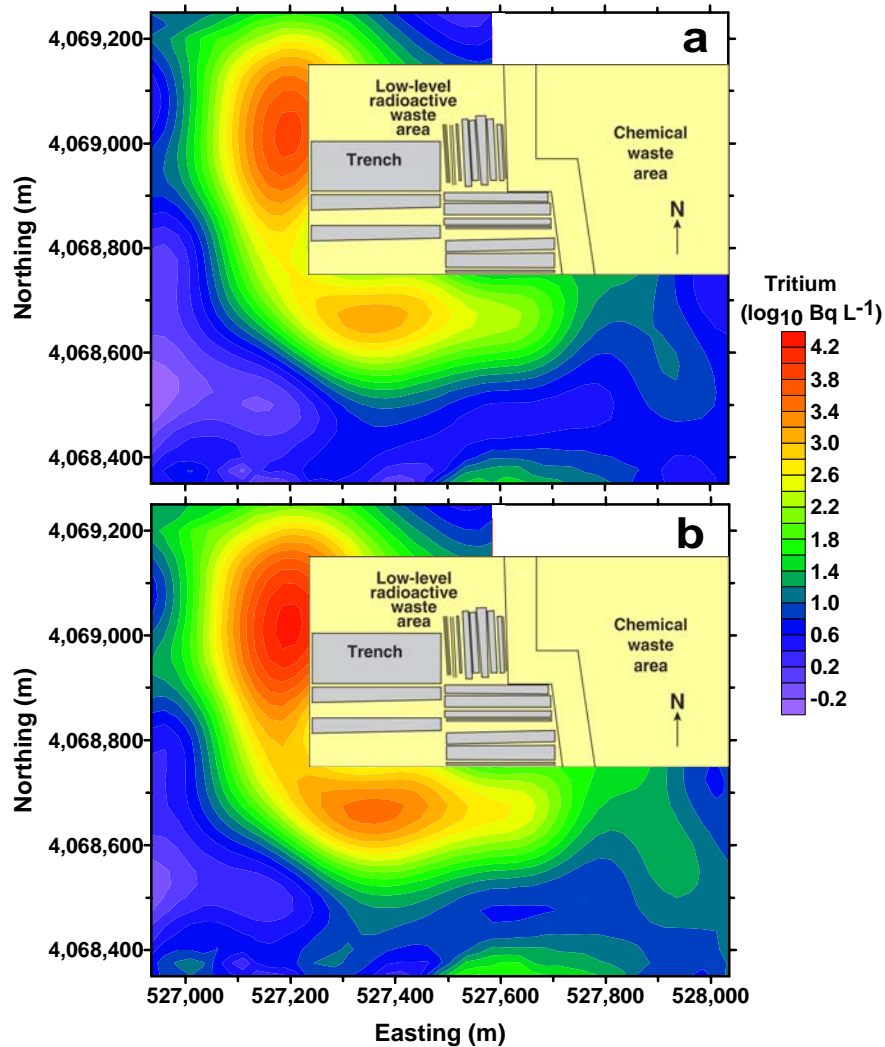 a
4,069,200
4,069,000
4,068,800
4,068,600
4,068,400
Northing (m)
Low-level
radioactive
waste
area
Trench
Chemical
waste
area
N
Tritium
(log10 Bq L-1)
4.2
3.8
3.4
3.0
2.6
2.2
1.8
1.4
1.0
0.6
0.2
-0.2
b
4,069,200
4,069,000
4,068,800
4,068,600
4,068,400
Northing (m)
Low-level
radioactive
waste
area
Trench
Chemical
waste
area
N
527,000 527,200 527,400 527,600 527,800 528,000
Easting (m)